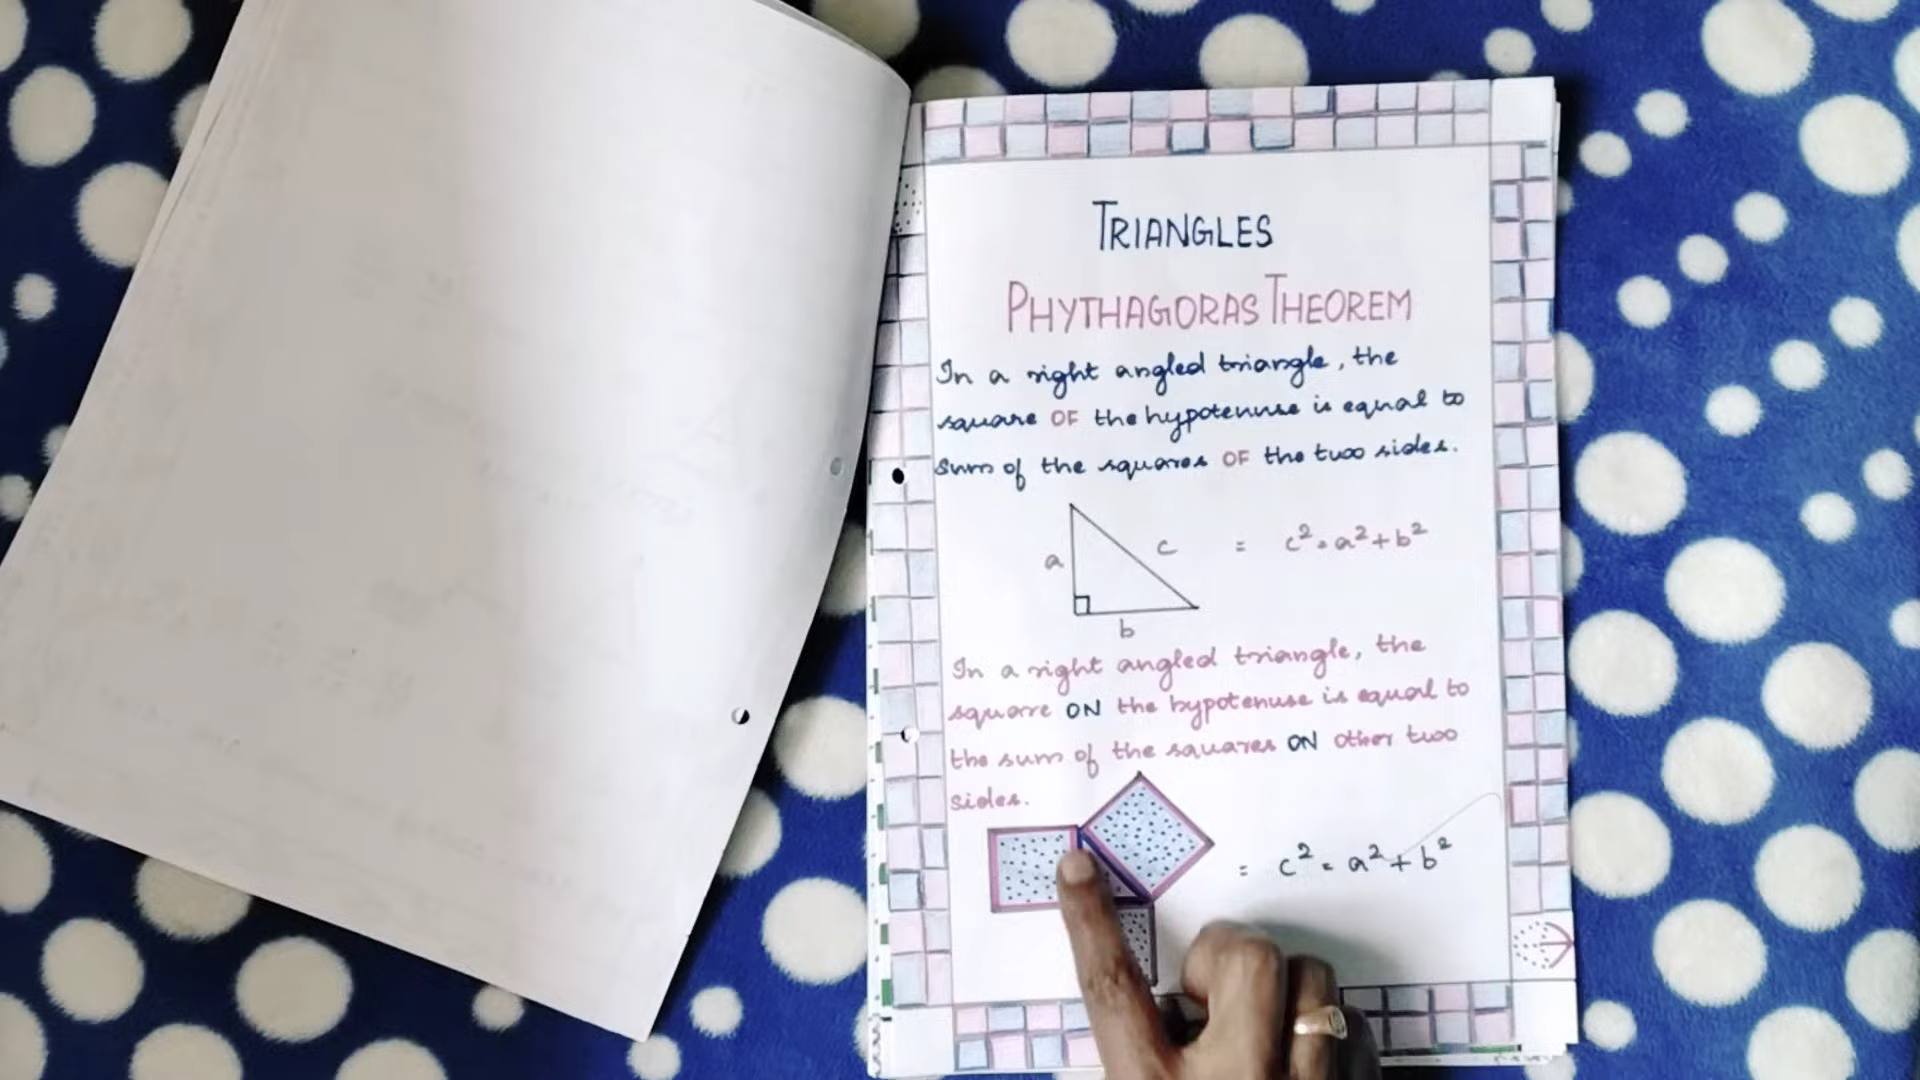 TRIANGLES
PHYTHAGORAS THEOREM
In a right angled triangle, the
square OF the hypotenuse is equal to
sum of the squares OF the two sides.
a
c
= c² = a² + b²
b
In a right angled triangle, the
square ON the hypotenuse is equal to
the sum of the squares ON other two
sides.
= c² = a² + b²